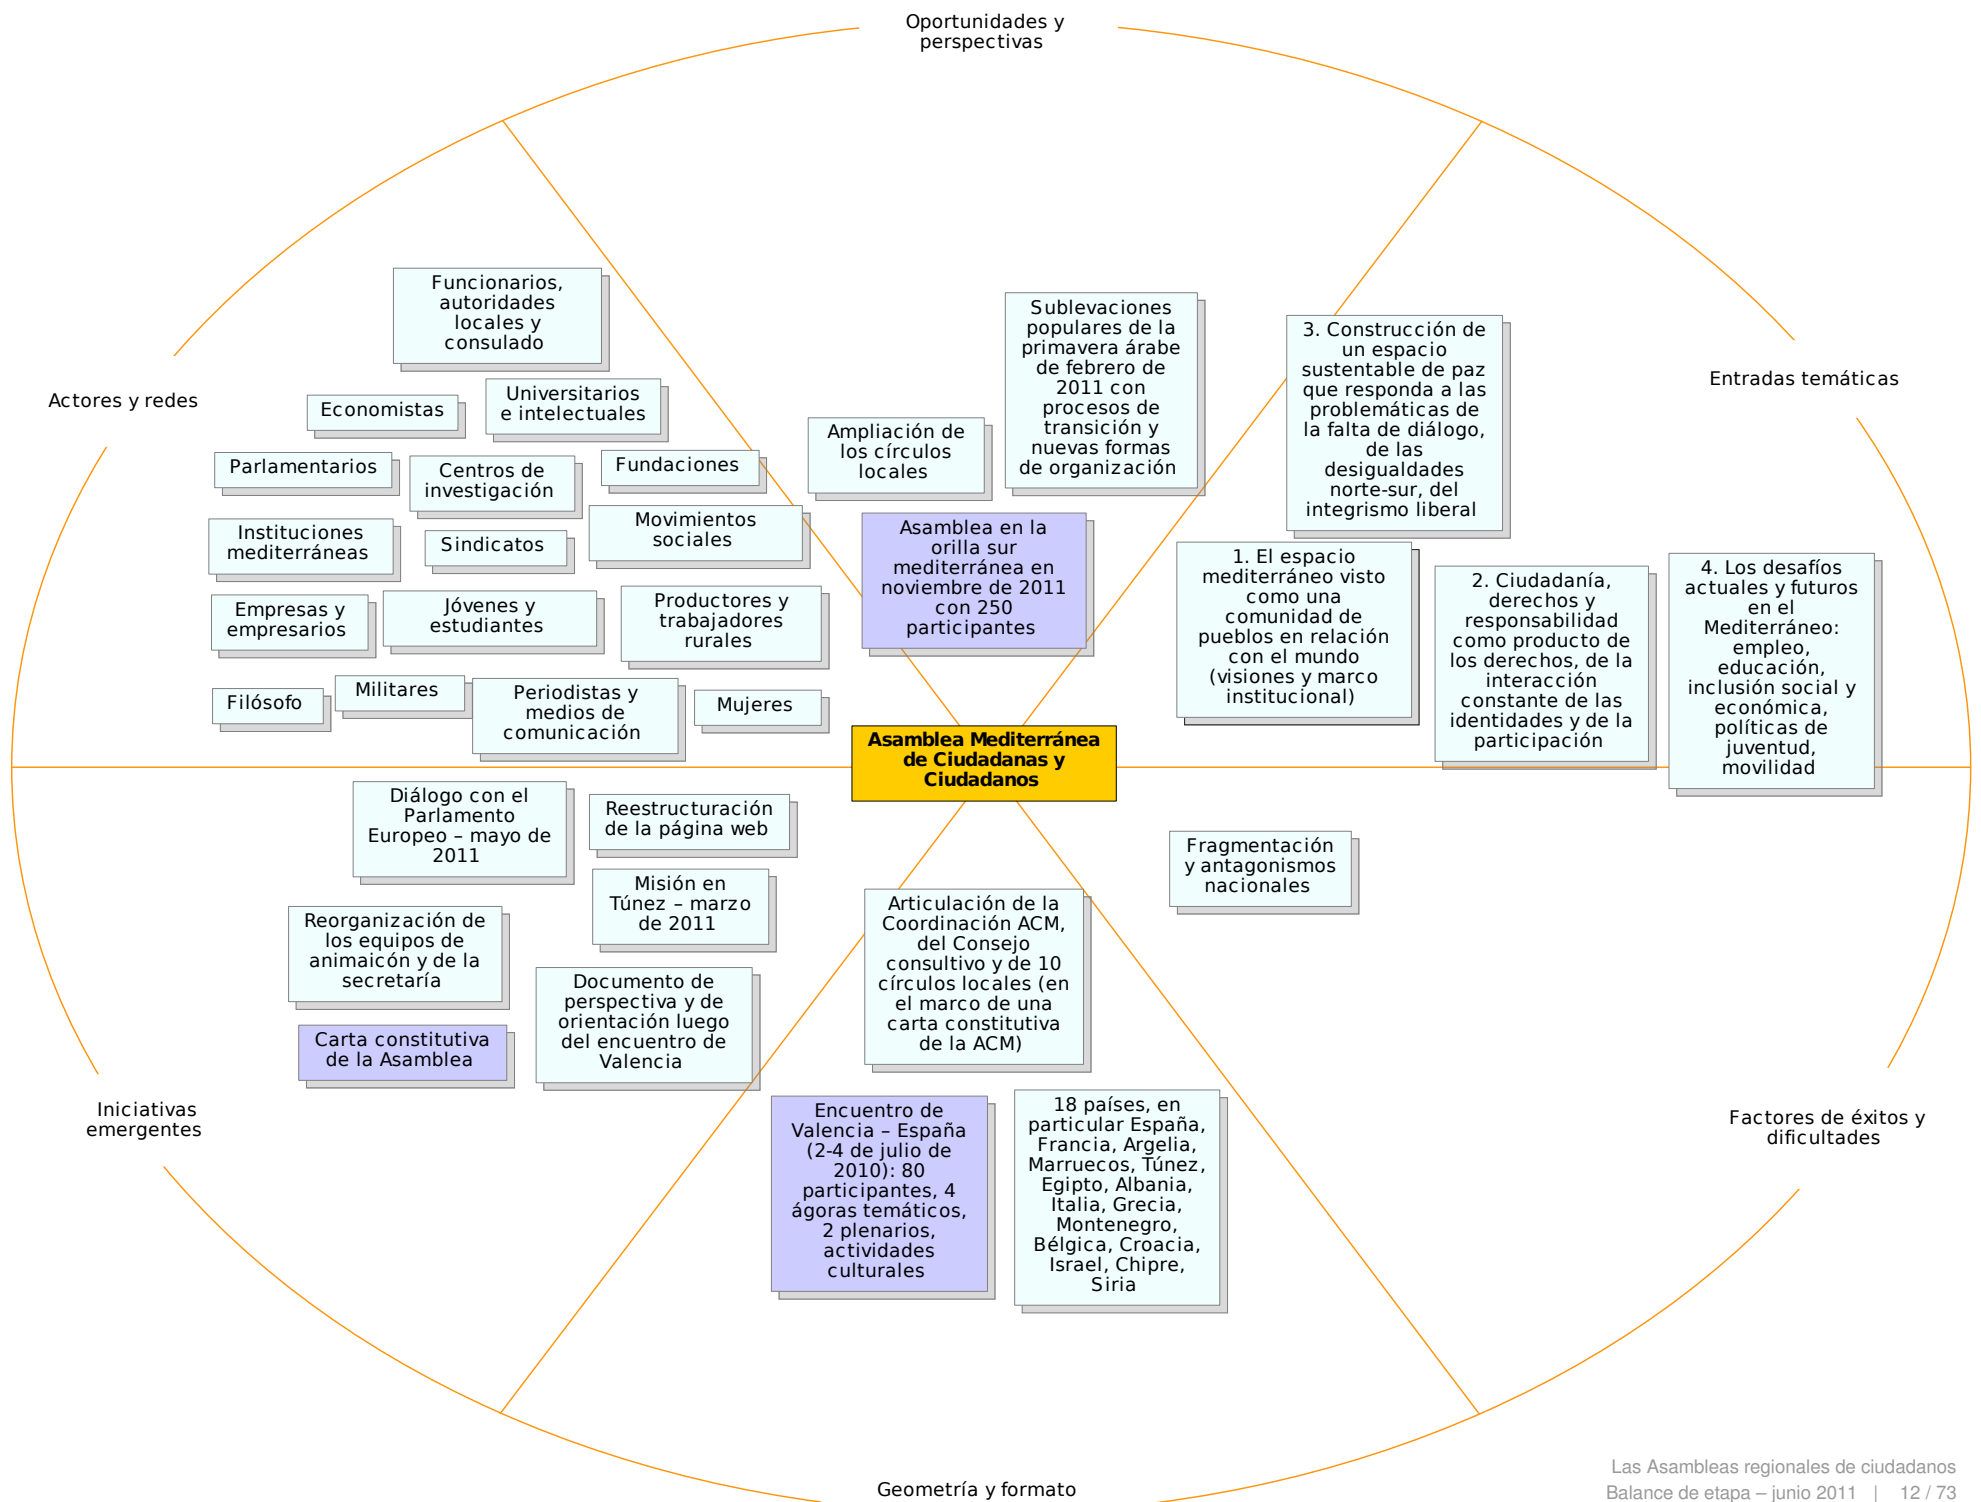 Oportunidades y
perspectivas
Funcionarios,
autoridades
locales y
consulado
Actores y redes
Economistas
Universitarios
e intelectuales
Parlamentarios
Centros de
investigación
Fundaciones
Instituciones
mediterráneas
Sindicatos
Movimientos
sociales
Empresas y
empresarios
Jóvenes y
estudiantes
Productores y
trabajadores
rurales
Filósofo
Militares
Periodistas y
medios de
comunicación
Mujeres
Ampliación de
los círculos
locales
Sublevaciones
populares de la
primavera árabe
de febrero de
2011 con
procesos de
transición y
nuevas formas
de organización
Asamblea en la
orilla sur
mediterránea en
noviembre de 2011
con 250
participantes
Entradas temáticas
3. Construcción de
un espacio
sustentable de paz
que responda a las
problemáticas de
la falta de diálogo,
de las
desigualdades
norte-sur, del
integrismo liberal
1. El espacio
mediterráneo visto
como una
comunidad de
pueblos en relación
con el mundo
(visiones y marco
institucional)
2. Ciudadanía,
derechos y
responsabilidad
como producto de
los derechos, de la
interacción
constante de las
identidades y de la
participación
4. Los desafíos
actuales y futuros
en el
Mediterráneo:
empleo,
educación,
inclusión social y
económica,
políticas de
juventud,
movilidad
Asamblea Mediterránea
de Ciudadanas y
Ciudadanos
Diálogo con el
Parlamento
Europeo – mayo de
2011
Reestructuración
de la página web
Misión en
Túnez – marzo
de 2011
Reorganización de
los equipos de
animaicón y de la
secretaría
Documento de
perspectiva y de
orientación luego
del encuentro de
Valencia
Carta constitutiva
de la Asamblea
Iniciativas
emergentes
Articulación de la
Coordinación ACM,
del Consejo
consultivo y de 10
círculos locales (en
el marco de una
carta constitutiva
de la ACM)
Encuentro de
Valencia – España
(2-4 de julio de
2010): 80
participantes, 4
ágoras temáticos,
2 plenarios,
actividades
culturales
18 países, en
particular España,
Francia, Argelia,
Marruecos, Túnez,
Egipto, Albania,
Italia, Grecia,
Montenegro,
Bélgica, Croacia,
Israel, Chipre,
Siria
Fragmentación
y antagonismos
nacionales
Factores de éxitos y
dificultades
Geometría y formato
Las Asambleas regionales de ciudadanos
Balance de etapa – junio 2011 | 12 / 73